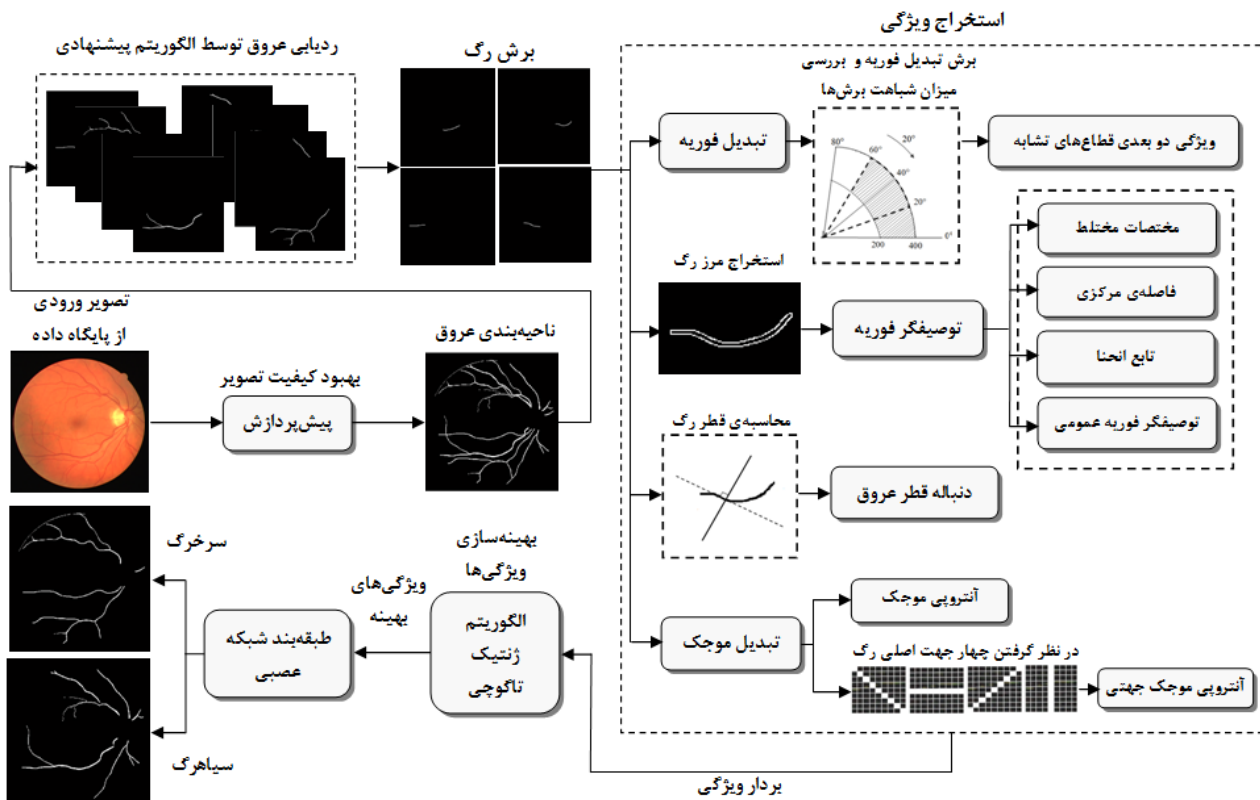 استخراج ویژگی
ردیابی عروق توسط الگوریتم پیشنهادی
برش رگ
برش تبدیل فوریه و بررسی
میزان شباهت برش‌ها
تبدیل فوریه
80°
60°
40°
20°
20°
0°
200
400
ویژگی دو بعدی قطاع‌های تشابه
استخراج مرز رگ
توصیفگر فوریه
مختصات مختلط
فاصله‌ی مرکزی
تابع انحنا
توصیفگر فوریه عمومی
تصویر ورودی
از پایگاه داده
بهبود کیفیت تصویر
پیش‌پردازش
ناحیه‌بندی عروق
محاسبه‌ی قطر رگ
دنباله قطر عروق
تبدیل موجک
آنتروپی موجک
در نظر گرفتن چهار جهت اصلی رگ
آنتروپی موجک جهتی
بردار ویژگی
بهینه‌سازی
ویژگی‌ها
الگوریتم
ژنتیک
تاگوچی
ویژگی‌های
بهینه
طبقه‌بند شبکه
عصبی
سرخرگ
سیاهرگ